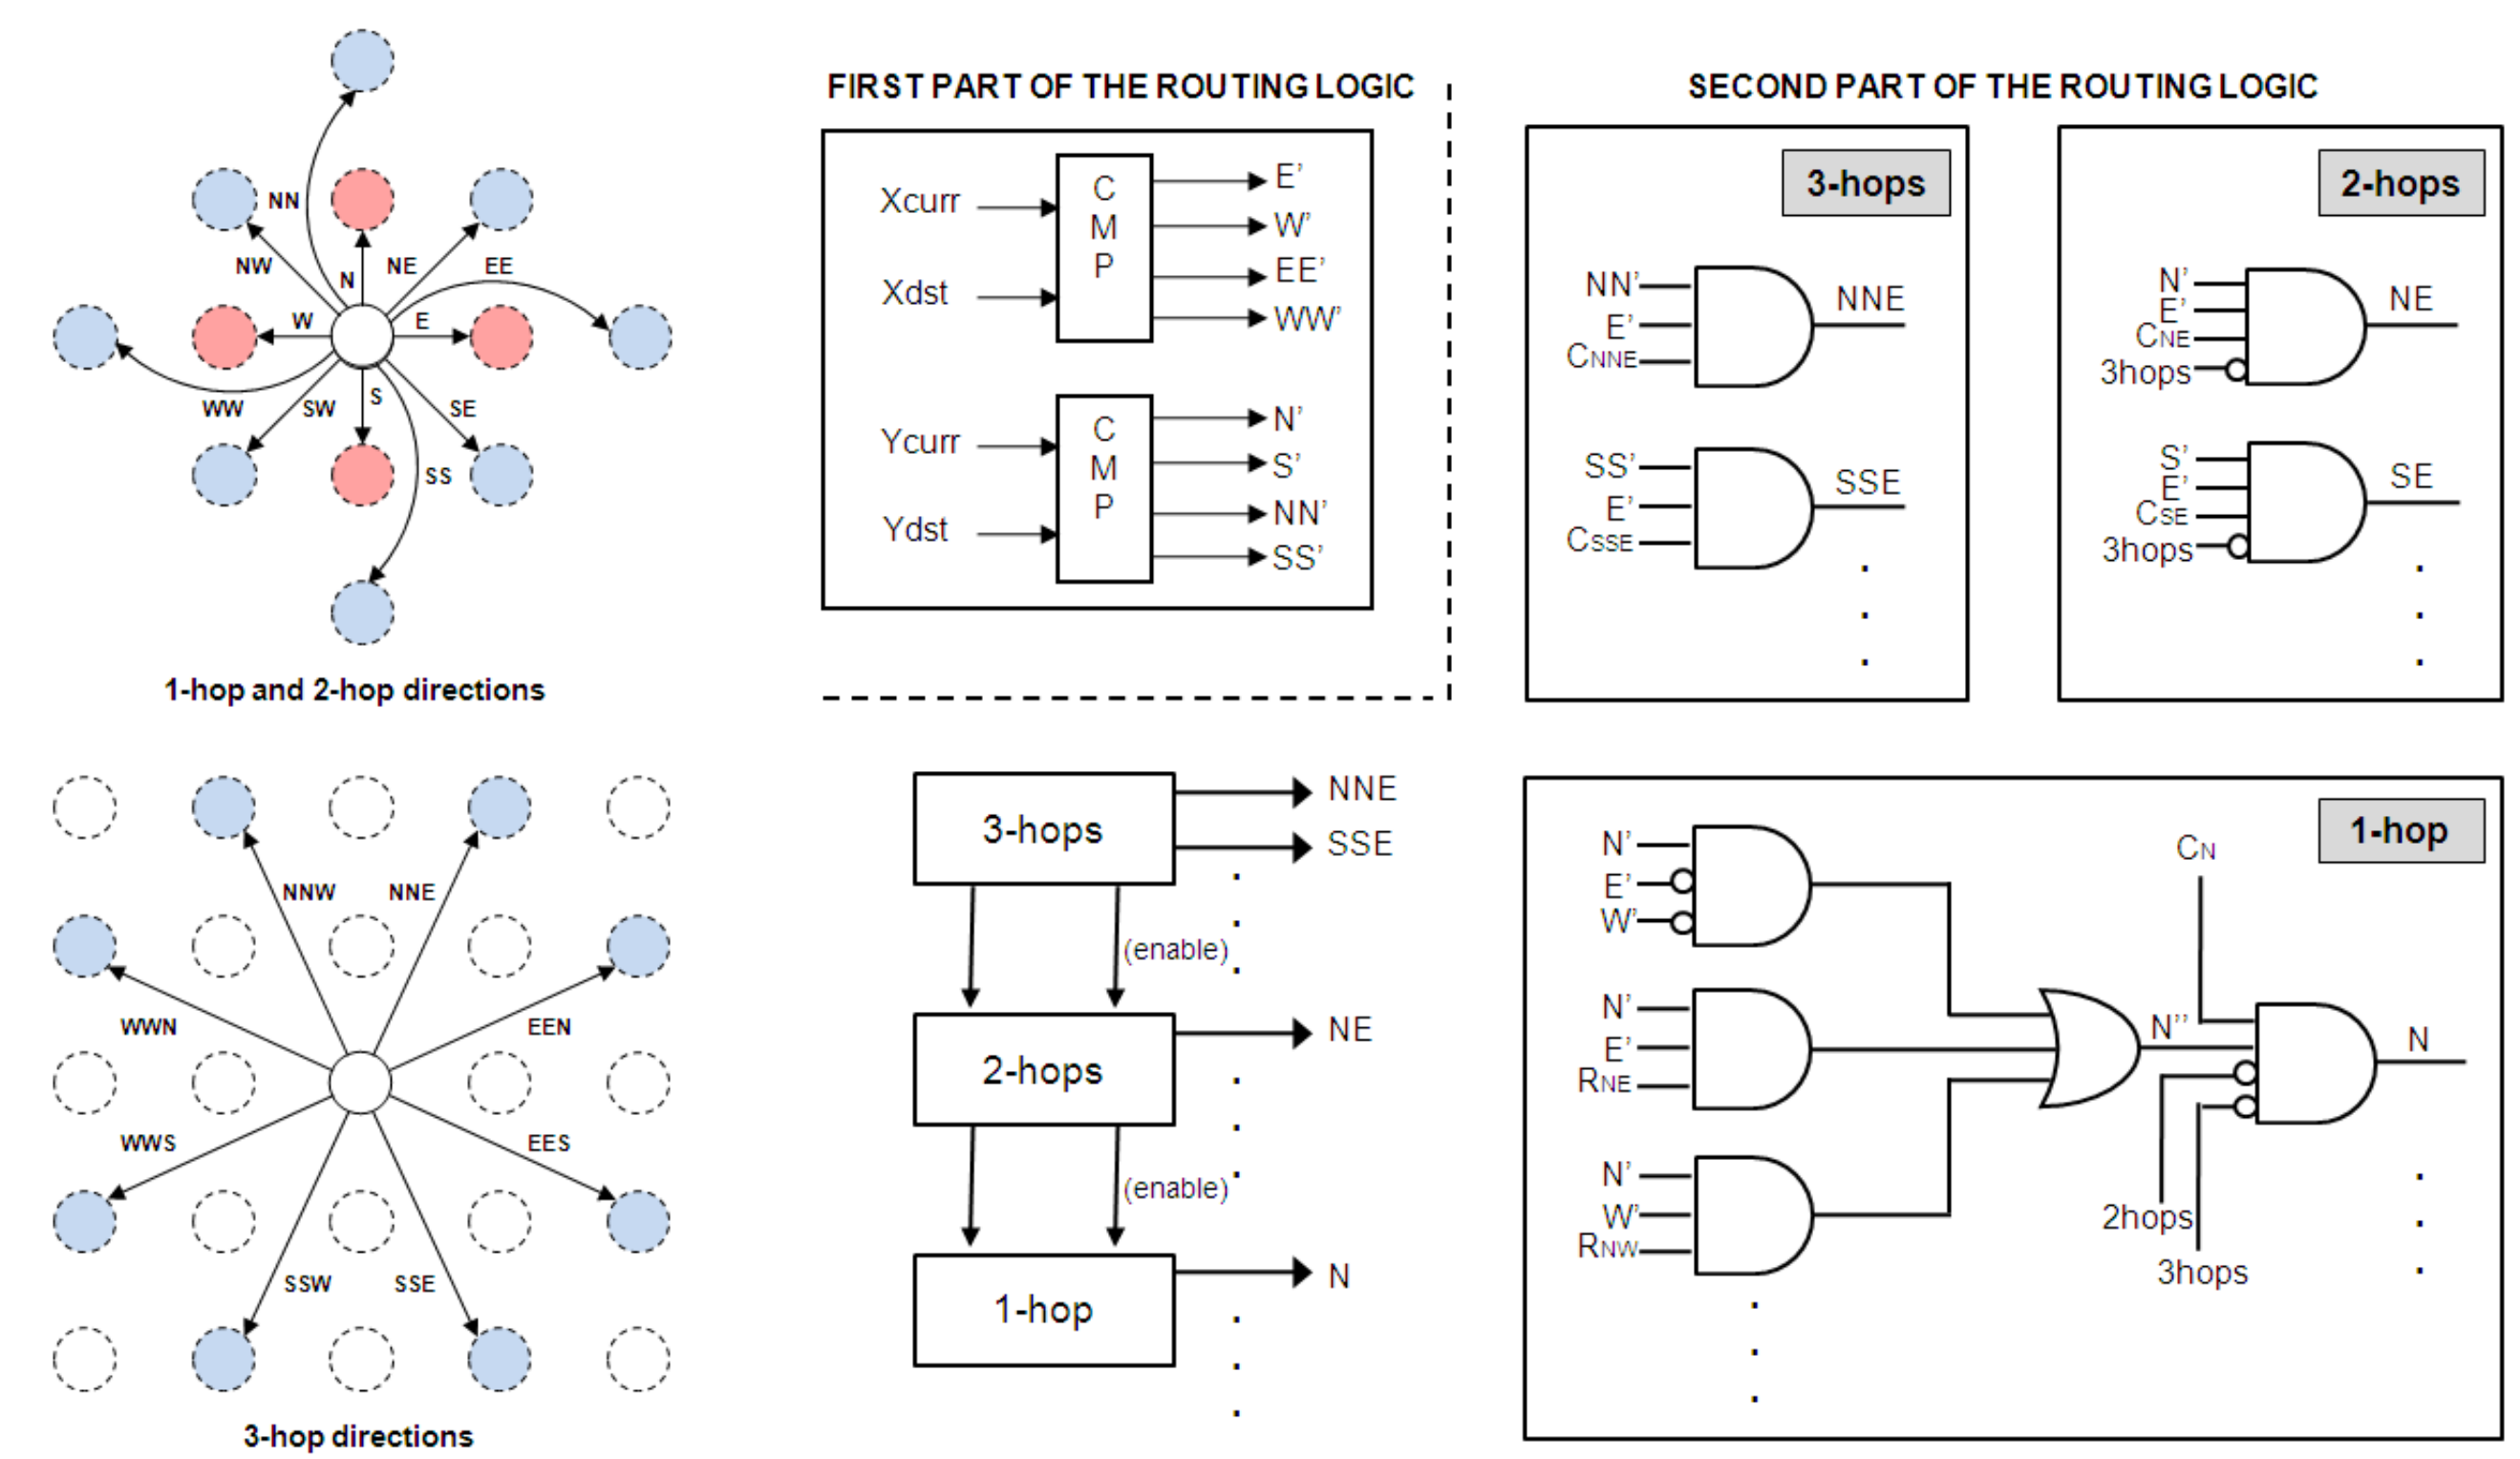 NN
NW
N
NE
EE
W
E
WW
SW
S
SE
SS
1-hop and 2-hop directions
NNW
NNE
WWN
EEN
WWS
EES
SSW
SSE
3-hop directions
FIRST PART OF THE ROUTING LOGIC
Xcurr
Xdst
C
M
P
E'
W'
EE'
WW'
Ycurr
Ydst
C
M
P
N'
S'
NN'
SS'
3-hops
NNE
SSE
.
.
.
(enable)
2-hops
NE
.
.
.
(enable)
1-hop
N
.
.
.
SECOND PART OF THE ROUTING LOGIC
3-hops
NN'
E'
CNNE
NNE
SS'
E'
CSSE
SSE
.
.
.
2-hops
N'
E'
CNE
3hops
NE
S'
E'
CSE
3hops
SE
.
.
.
1-hop
N'
E'
W'
N'
E'
RNE
N'
W'
RNW
.
.
.
CN
N''
N
2hops
3hops
.
.
.